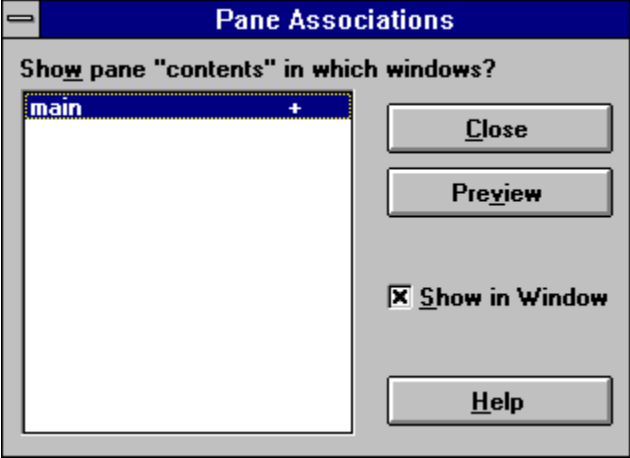 Pane Associations
Show pane "contents" in which windows?
main +
Close
Preview
Show in Window
Help